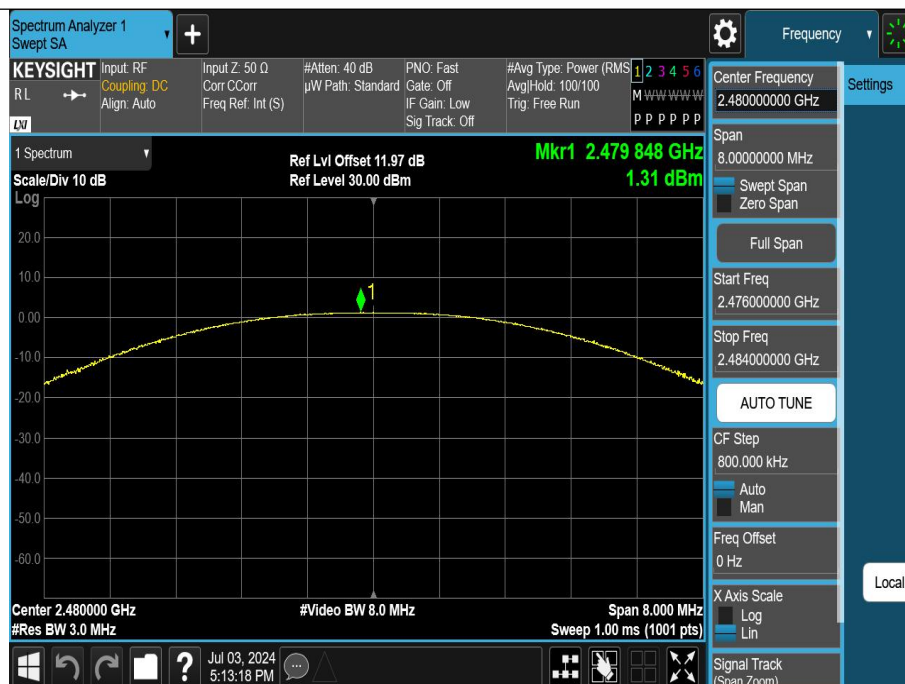 Spectrum Analyzer 1
Swept SA
+
Frequency
KEYSIGHT
RL
LXI
Input: RF
Coupling: DC
Align: Auto
Input Z: 50 Ω
Corr CCorr
Freq Ref: Int (S)
#Atten: 40 dB
µW Path: Standard
PNO: Fast
Gate: Off
IF Gain: Low
Sig Track: Off
#Avg Type: Power (RMS
Avg|Hold: 100/100
Trig: Free Run
1 2 3 4 5 6
M W W W W W
P P P P P P
1 Spectrum
Scale/Div 10 dB
Log
Ref Lvl Offset 11.97 dB
Ref Level 30.00 dBm
Mkr1 2.479 848 GHz
1.31 dBm
20.0
10.0
0.00
-10.0
-20.0
-30.0
-40.0
-50.0
-60.0
1
Center 2.480000 GHz
#Res BW 3.0 MHz
#Video BW 8.0 MHz
Span 8.000 MHz
Sweep 1.00 ms (1001 pts)
?
Jul 03, 2024
5:13:18 PM
Center Frequency
2.480000000 GHz
Span
8.00000000 MHz
Swept Span
Zero Span
Full Span
Start Freq
2.476000000 GHz
Stop Freq
2.484000000 GHz
AUTO TUNE
CF Step
800.000 kHz
Auto
Man
Freq Offset
0 Hz
X Axis Scale
Log
Lin
Signal Track
(Span Zoom)
Settings
Local